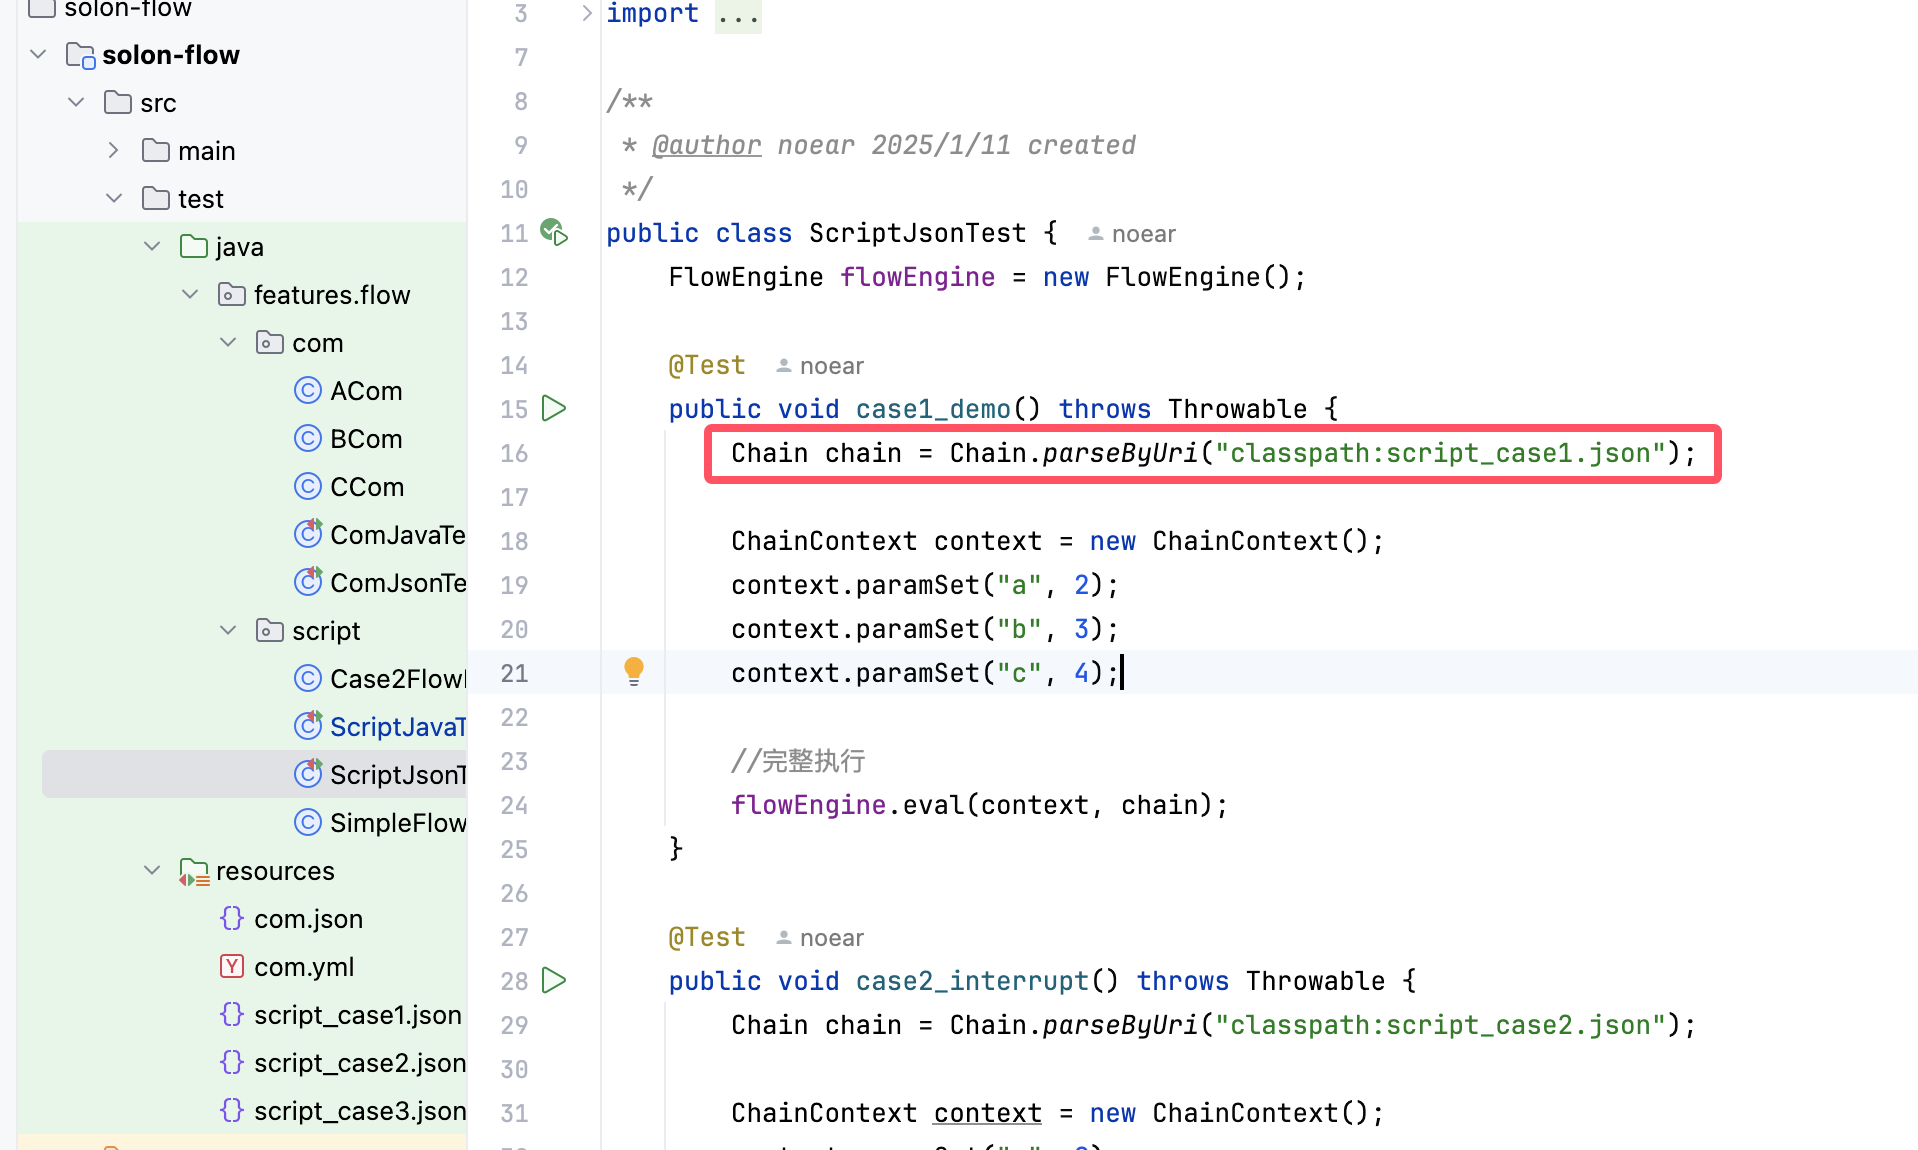 solon-flow
solon-flow
src
main
test
java
features.flow
com
ACom
BCom
CCom
ComJavaTe
ComJsonTe
script
Case2Flow
ScriptJavaT
ScriptJsonT
SimpleFlow
resources
com.json
com.yml
script_case1.json
script_case2.json
script_case3.json
3 import ...
7
8 /**
9 * @author noear 2025/1/11 created
10 */
11 public class ScriptJsonTest { noear
12 FlowEngine flowEngine = new FlowEngine();
13
14 @Test noear
15 public void case1_demo() throws Throwable {
16 Chain chain = Chain.parseByUri("classpath:script_case1.json");
17
18 ChainContext context = new ChainContext();
19 context.paramSet("a", 2);
20 context.paramSet("b", 3);
21 context.paramSet("c", 4);
22
23 //完整执行
24 flowEngine.eval(context, chain);
25 }
26
27 @Test noear
28 public void case2_interrupt() throws Throwable {
29 Chain chain = Chain.parseByUri("classpath:script_case2.json");
30
31 ChainContext context = new ChainContext();